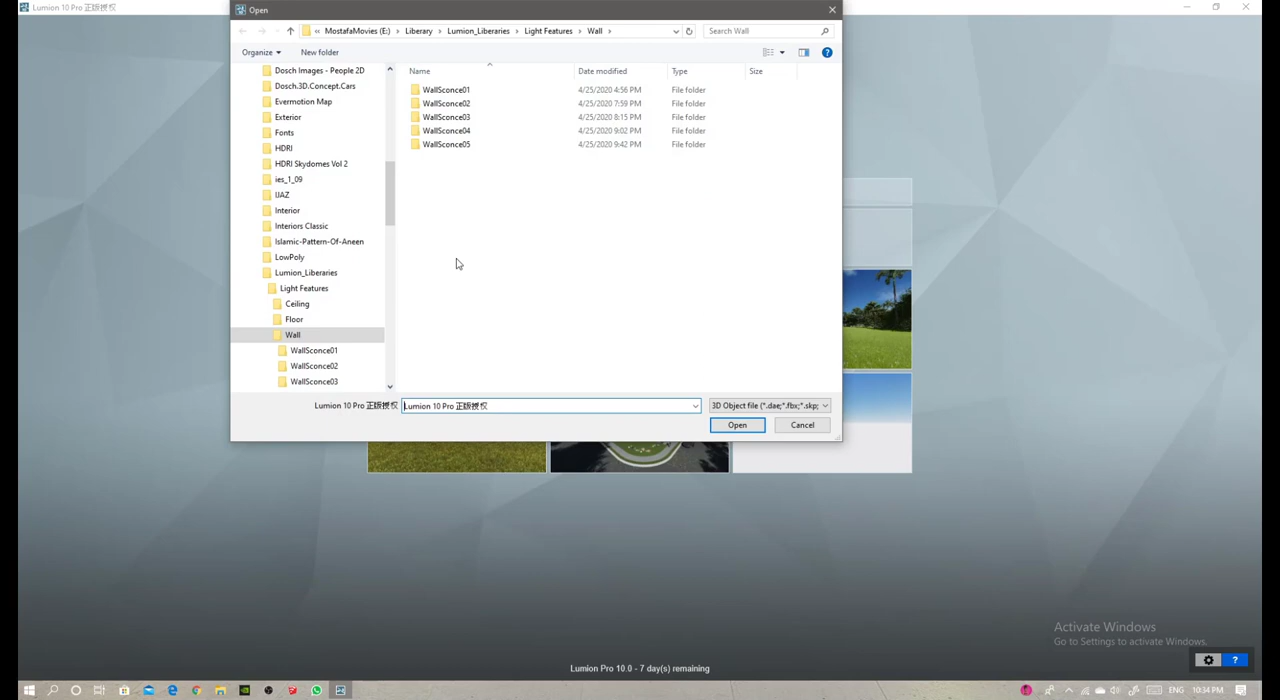 Lumion 10 Pro 正版授权
Open
« MostafaMovies (E:) › Liberary › Lumion_Liberaries › Light Features › Wall ›
Search Wall
Organize
New folder
Name
Date modified
Type
Size
Dosch Images - People 2D
Dosch.3D.Concept.Cars
Evermotion Map
Exterior
Fonts
HDRI
HDRI Skydomes Vol 2
ies_1_09
IJAZ
Interior
Interiors Classic
Islamic-Pattern-Of-Aneen
LowPoly
Lumion_Liberaries
Light Features
Ceiling
Floor
Wall
WallSconce01
WallSconce02
WallSconce03
WallSconce01 4/25/2020 4:56 PM File folder
WallSconce02 4/25/2020 7:59 PM File folder
WallSconce03 4/25/2020 8:15 PM File folder
WallSconce04 4/25/2020 9:02 PM File folder
WallSconce05 4/25/2020 9:42 PM File folder
Lumion 10 Pro 正版授权
Lumion 10 Pro 正版授权
3D Object file (*.dae;*.fbx;*.skp;
Open
Cancel
Activate Windows
Go to Settings to activate Windows.
Lumion Pro 10.0 - 7 day(s) remaining
ENG
10:34 PM